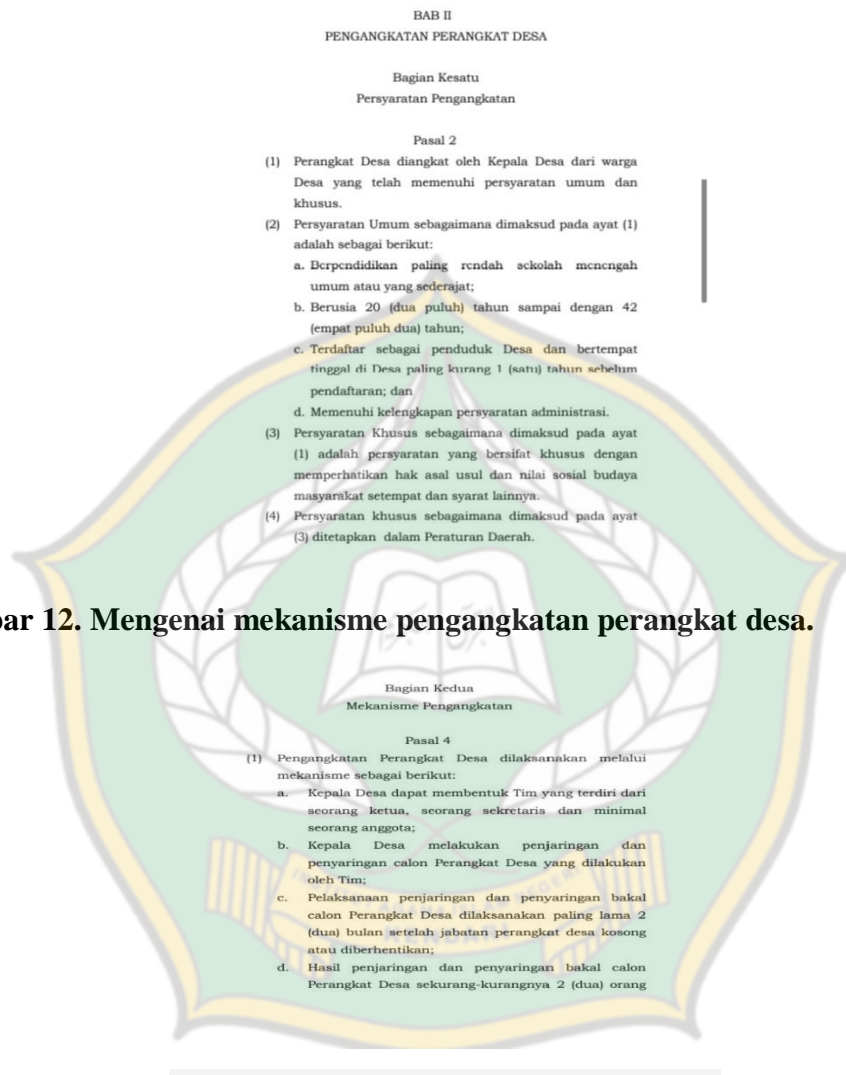 BAB II
PENGANGKATAN PERANGKAT DESA
Bagian Kesatu
Persyaratan Pengangkatan
Pasal 2
(1) Perangkat Desa diangkat oleh Kepala Desa dari warga
Desa yang telah memenuhi persyaratan umum dan
khusus.
(2) Persyaratan Umum sebagaimana dimaksud pada ayat (1)
adalah sebagai berikut:
a. Berpendidikan paling rendah sekolah menengah
umum atau yang sederajat;
b. Berusia 20 (dua puluh) tahun sampai dengan 42
(empat puluh dua) tahun;
c. Terdaftar sebagai penduduk Desa dan bertempat
tinggal di Desa paling kurang 1 (satu) tahun sebelum
pendaftaran; dan
d. Memenuhi kelengkapan persyaratan administrasi.
(3) Persyaratan Khusus sebagaimana dimaksud pada ayat
(1) adalah persyaratan yang bersifat khusus dengan
memperhatikan hak asal usul dan nilai sosial budaya
masyarakat setempat dan syarat lainnya.
(4) Persyaratan khusus sebagaimana dimaksud pada ayat
(3) ditetapkan dalam Peraturan Daerah.
ar 12. Mengenai mekanisme pengangkatan perangkat desa.
Bagian Kedua
Mekanisme Pengangkatan
Pasal 4
(1) Pengangkatan Perangkat Desa dilaksanakan melalui
mekanisme sebagai berikut:
a. Kepala Desa dapat membentuk Tim yang terdiri dari
seorang ketua, seorang sekretaris dan minimal
seorang anggota;
b. Kepala Desa melakukan penjaringan dan
penyaringan calon Perangkat Desa yang dilakukan
oleh Tim;
c. Pelaksanaan penjaringan dan penyaringan bakal
calon Perangkat Desa dilaksanakan paling lama 2
(dua) bulan setelah jabatan perangkat desa kosong
atau diberhentikan;
d. Hasil penjaringan dan penyaringan bakal calon
Perangkat Desa sekurang-kurangnya 2 (dua) orang
KENDARI